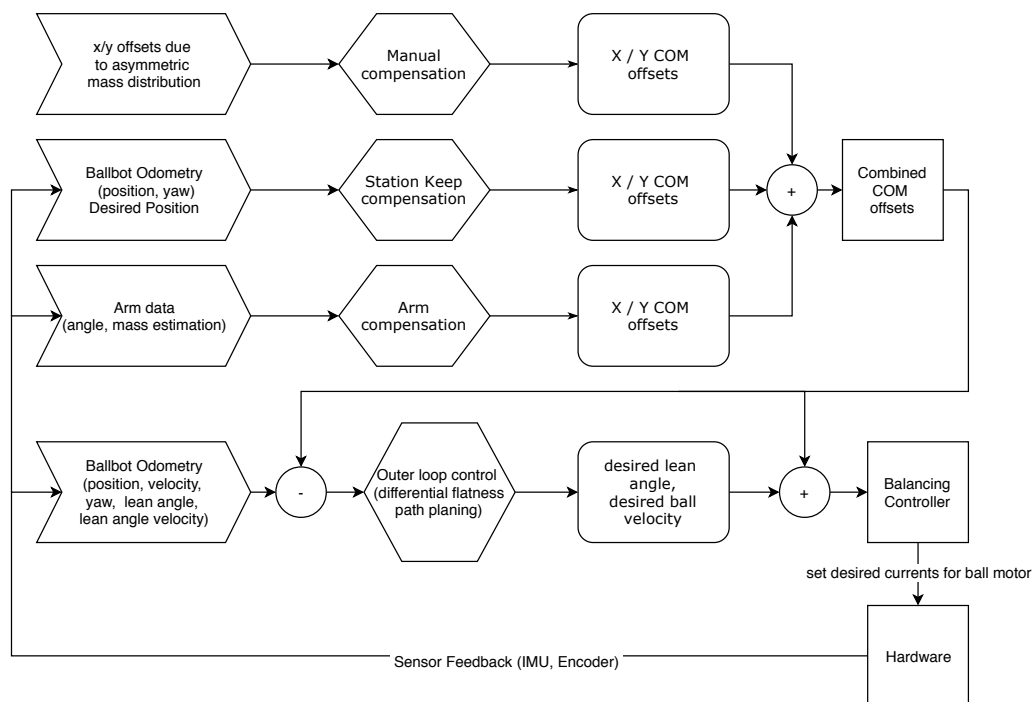 x/y offsets due
to asymmetric
mass distribution
Manual
compensation
X / Y COM
offsets
Ballbot Odometry
(position, yaw)
Desired Position
Station Keep
compensation
X / Y COM
offsets
+
Combined
COM
offsets
Arm data
(angle, mass estimation)
Arm
compensation
X / Y COM
offsets
Ballbot Odometry
(position, velocity,
yaw, lean angle,
lean angle velocity)
-
Outer loop control
(differential flatness
path planing)
desired lean
angle,
desired ball
velocity
+
Balancing
Controller
set desired currents for ball motor
Sensor Feedback (IMU, Encoder)
Hardware